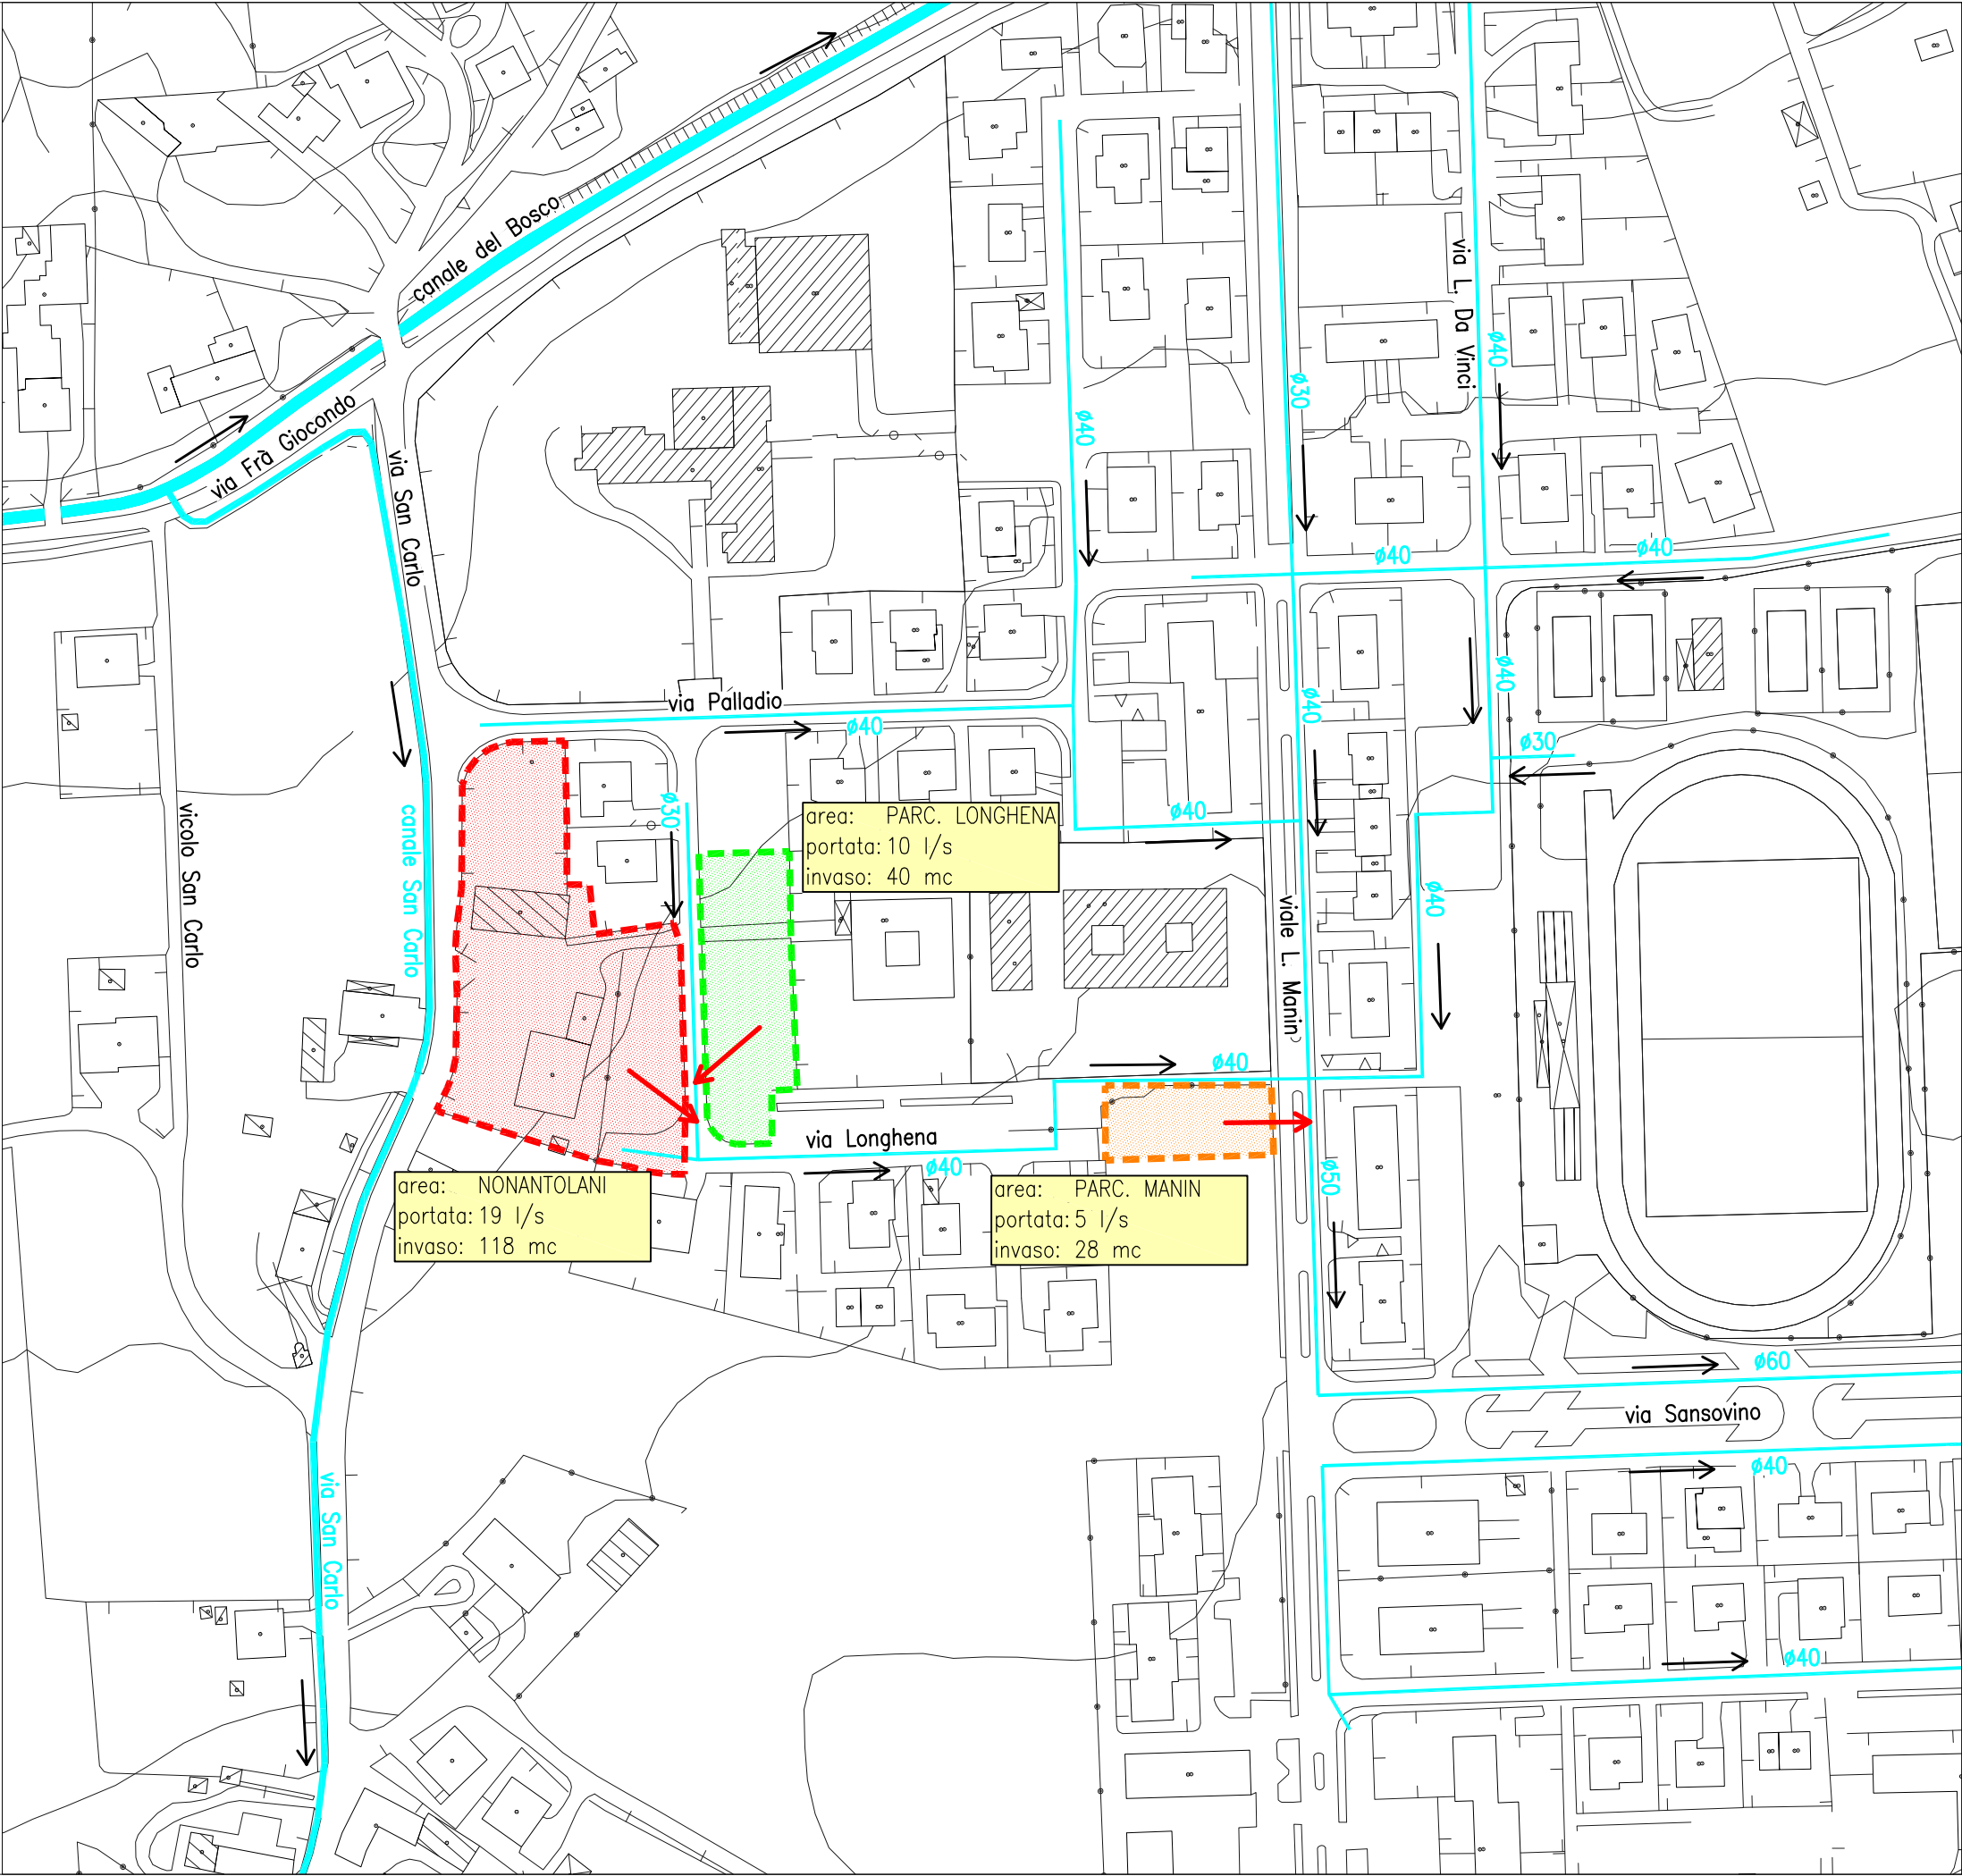 canale del Bosco
via Frà Giocondo
via San Carlo
via L. Da Vinci
ø40
ø30
ø40
ø40
ø40
ø40
ø40
via Palladio
ø40
ø30
ø30
ø40
vicolo San Carlo
canale San Carlo
area: PARC. LONGHENA
portata: 10 l/s
invaso: 40 mc
ø40
viale L. Manin
ø40
via Longhena
ø40
ø50
area: NONANTOLANI
portata: 19 l/s
invaso: 118 mc
area: PARC. MANIN
portata: 5 l/s
invaso: 28 mc
ø60
via Sansovino
ø40
via San Carlo
ø40